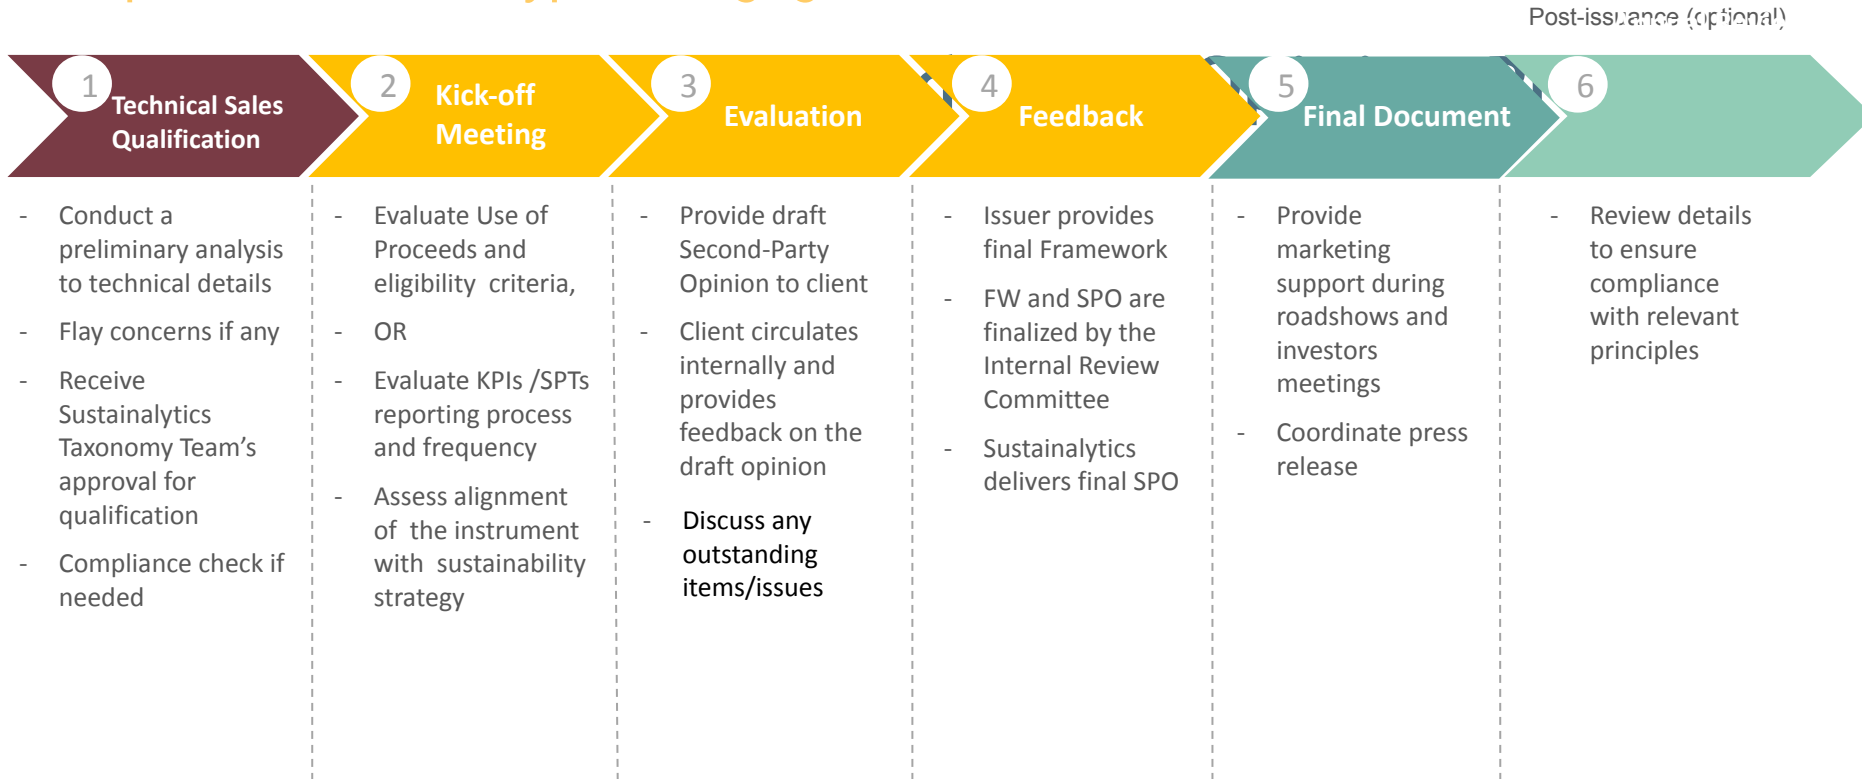 Post-issuance (optional)
1
Technical Sales
Qualification
2
Kick-off
Meeting
3
Evaluation
4
Feedback
5
Final Document
6
- Conduct a
preliminary analysis
to technical details
- Flay concerns if any
- Receive
Sustainalytics
Taxonomy Team's
approval for
qualification
- Compliance check if
needed
- Evaluate Use of
Proceeds and
eligibility criteria,
- OR
- Evaluate KPIs /SPTs
reporting process
and frequency
- Assess alignment
of the instrument
with sustainability
strategy
- Provide draft
Second-Party
Opinion to client
- Client circulates
internally and
provides
feedback on the
draft opinion
- Discuss any
outstanding
items/issues
- Issuer provides
final Framework
- FW and SPO are
finalized by the
Internal Review
Committee
- Sustainalytics
delivers final SPO
- Provide
marketing
support during
roadshows and
investors
meetings
- Coordinate press
release
- Review details
to ensure
compliance
with relevant
principles